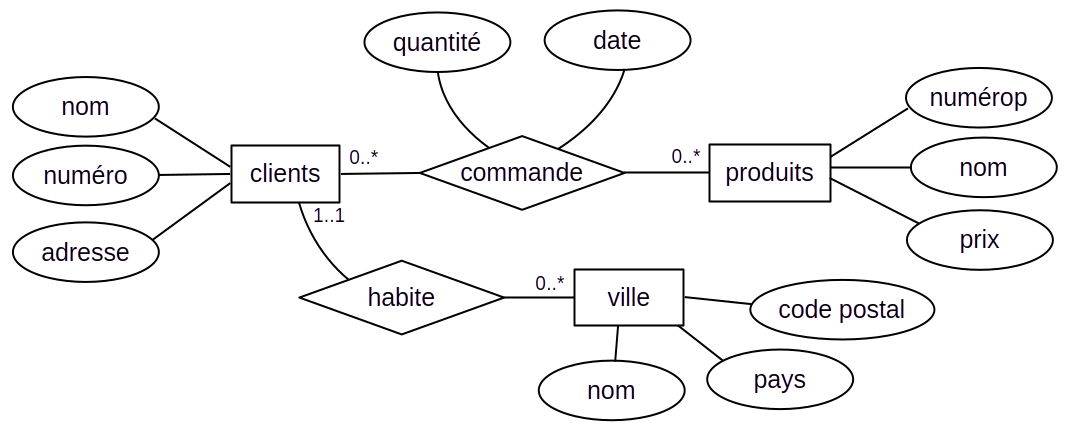 quantité
date
nom
numérop
0..*
0..*
clients
commande
produits
numéro
nom
1..1
adresse
prix
habite
0..*
ville
code postal
nom
pays